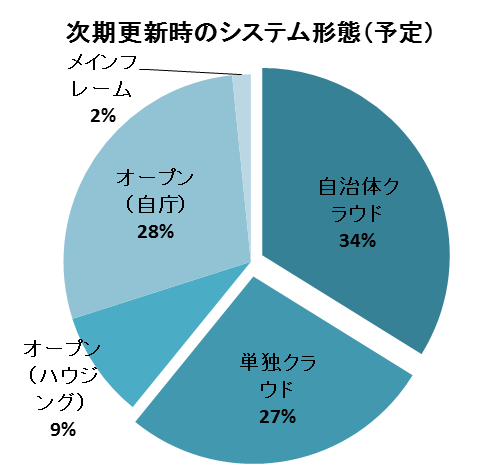 次期更新時のシステム形態（予定）
メインフ
レーム
2%
自治体ク
ラウド
34%
オープン
（自庁）
28%
オープン
（ハウジ
ング）
9%
単独クラ
ウド
27%